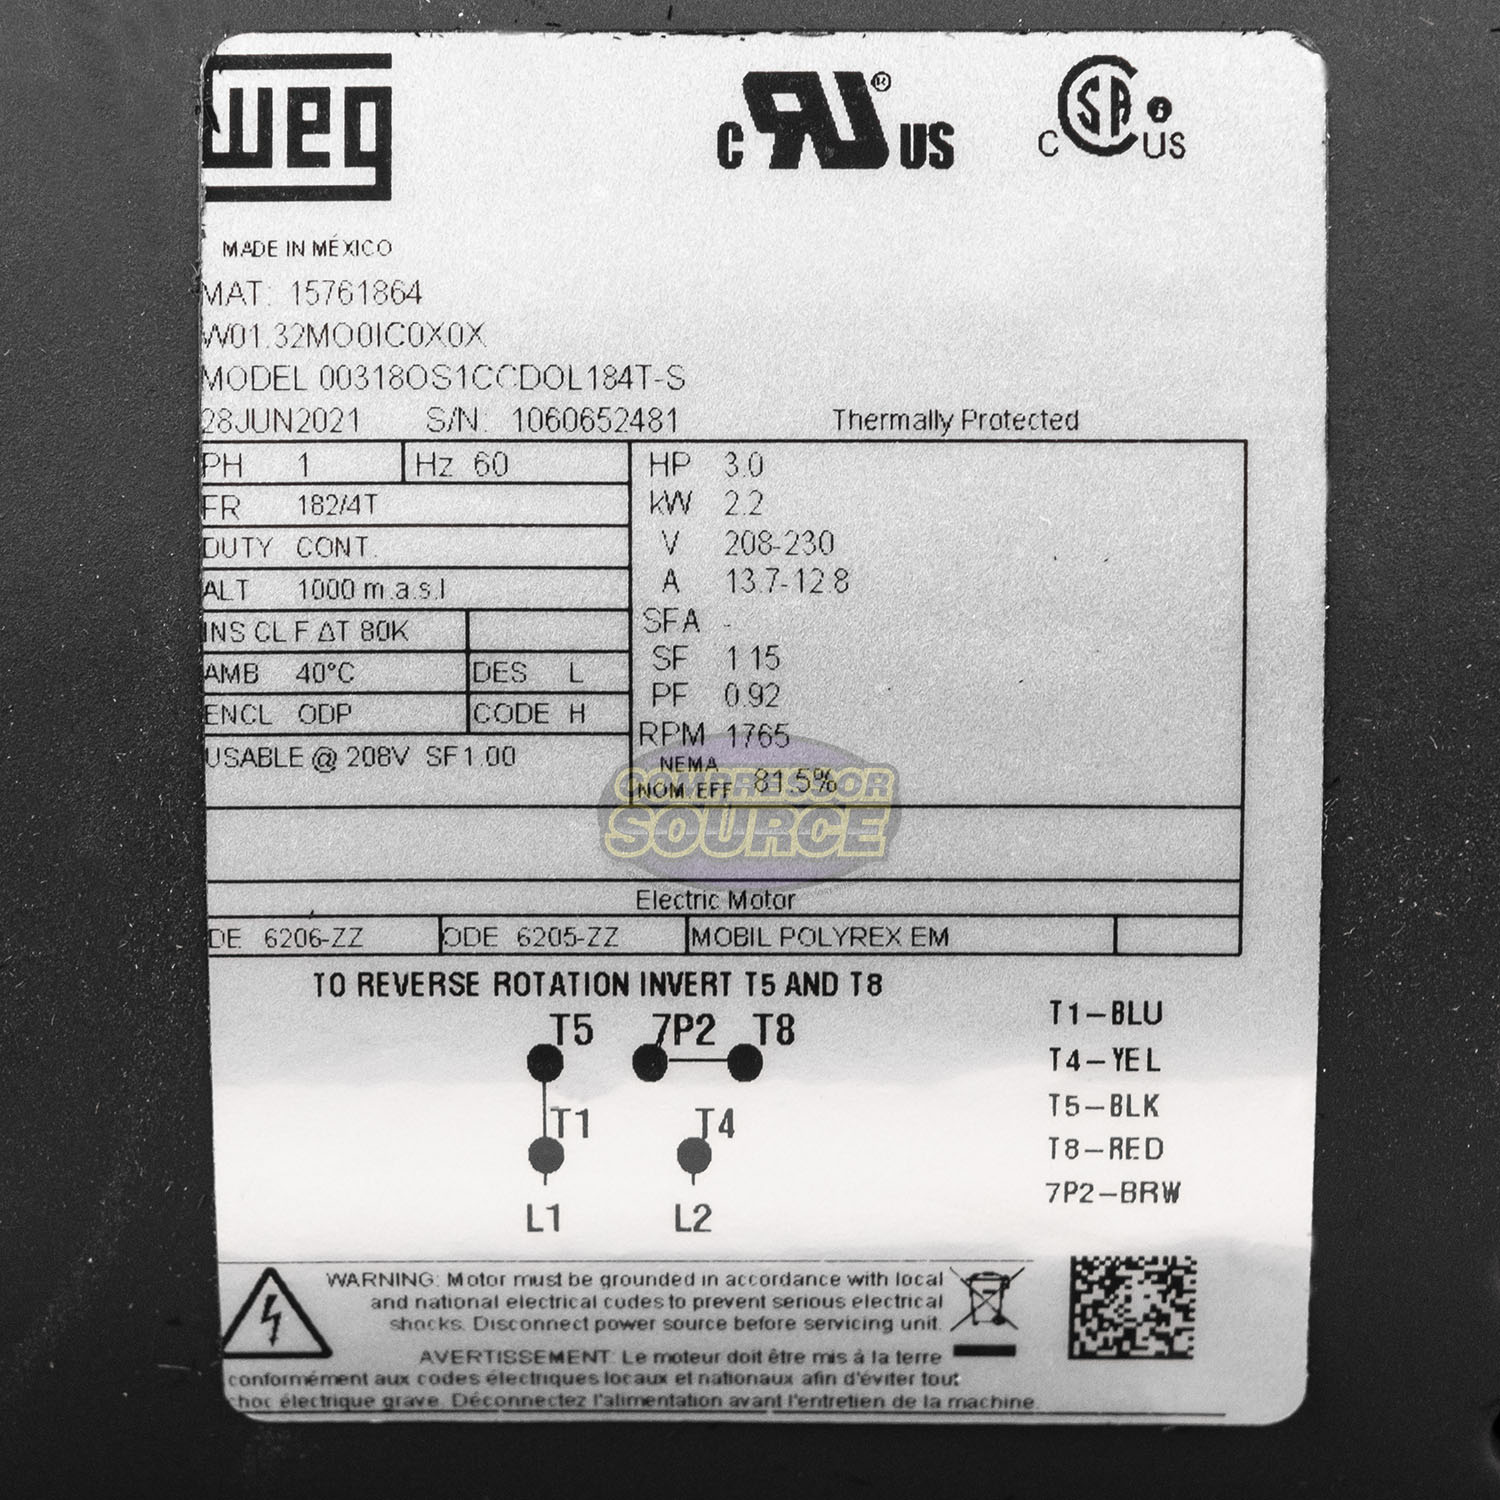 weg
c RU® US
C SA US
MADE IN MÉXICO
MAT: 15761864
W01.32MO0IC0X0X
MODEL 00318OS1CCDOL184T-S
28JUN2021 S/N: 1060652481 Thermally Protected
PH 1 Hz 60 HP 3.0
FR 182/4T kW 2.2
DUTY CONT. V 208-230
ALT 1000 m.a.s.l A 13.7-12.8
INS CL F ΔT 80K SFA -
AMB 40°C DES L SF 1.15
ENCL ODP CODE H PF 0.92
USABLE @ 208V SF 1.00 RPM 1765
NEMA
NOM. EFF 81.5%
COMPRESSOR
SOURCE
Electric Motor
DE 6206-ZZ ODE 6205-ZZ MOBIL POLYREX EM
TO REVERSE ROTATION INVERT T5 AND T8
T5 7P2 T8
T1 T4
L1 L2
T1-BLU
T4-YEL
T5-BLK
T8-RED
7P2-BRW
WARNING: Motor must be grounded in accordance with local
and national electrical codes to prevent serious electrical
shocks. Disconnect power source before servicing unit.
AVERTISSEMENT: Le moteur doit être mis à la terre
conformément aux codes électriques locaux et nationaux afin d'éviter tout
choc électrique grave. Déconnectez l'alimentation avant l'entretien de la machine.